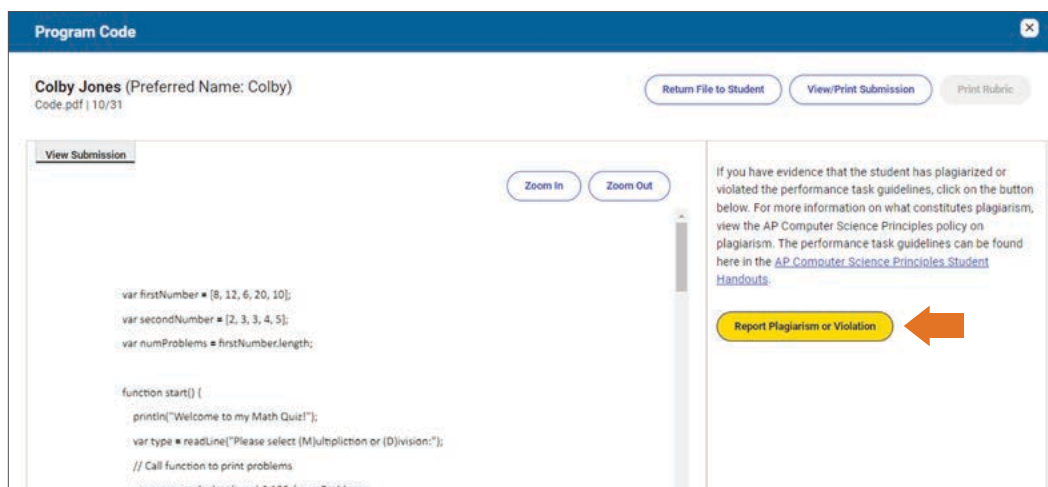 Program Code
Colby Jones (Preferred Name: Colby)
Code.pdf | 10/31
Return File to Student
View/Print Submission
Print Rubric
View Submission
Zoom In
Zoom Out
var firstNumber = [8, 12, 6, 20, 10];
var secondNumber = [2, 3, 3, 4, 5];
var numProblems = firstNumber.length;
function start() {
println("Welcome to my Math Quiz!");
var type = readLine("Please select (M)ultipliction or (D)ivision:");
// Call function to print problems
If you have evidence that the student has plagiarized or
violated the performance task guidelines, click on the button
below. For more information on what constitutes plagiarism,
view the AP Computer Science Principles policy on
plagiarism. The performance task guidelines can be found
here in the AP Computer Science Principles Student
Handouts.
Report Plagiarism or Violation